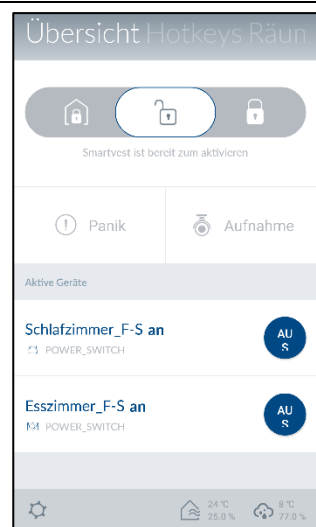 Übersicht Hotkeys Räun
Smartvest ist bereit zum aktivieren
Panik
Aufnahme
Aktive Geräte
Schlafzimmer_F-S an
POWER_SWITCH
AU
S
Esszimmer_F-S an
POWER_SWITCH
AU
S
24 °C
25.0 %
8 °C
77.0 %